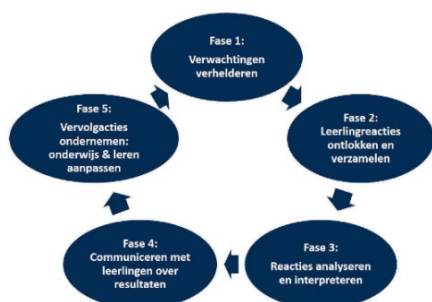 Fase 1:
Verwachtingen
verhelderen
Fase 2:
Leerlingreacties
ontlokken en
verzamelen
Fase 3:
Reacties analyseren
en interpreteren
Fase 4:
Communiceren met
leerlingen over
resultaten
Fase 5:
Vervolgacties
ondernemen:
onderwijs & leren
aanpassen